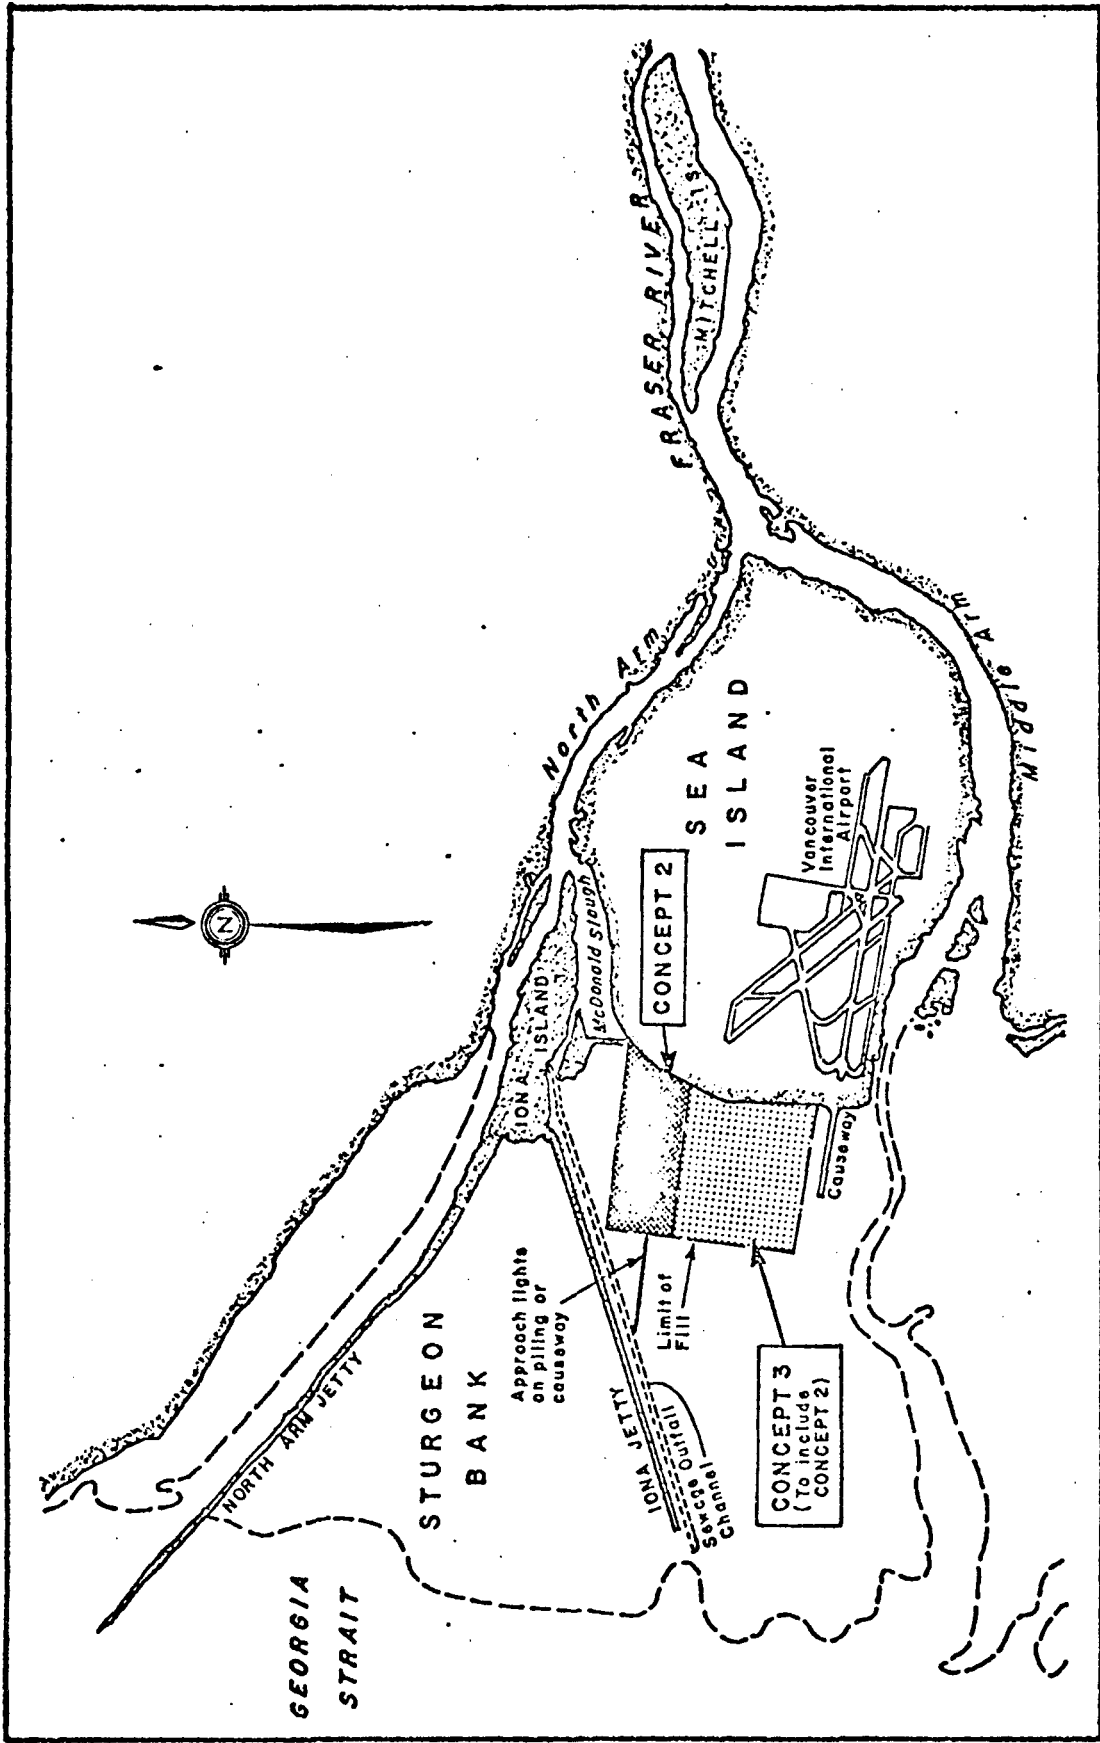 GEORGIA
STRAIT
NORTH ARM JETTY
STURGEON
BANK
Approach lights
on piling or
causeway
IONA JETTY
Sewage Outfall
Channel
Limit of
Fill
CONCEPT 3
(To include
CONCEPT 2)
Causeway
IONA ISLAND
McDonald Slough
CONCEPT 2
N
North Arm
SEA
ISLAND
Vancouver
International
Airport
Middle Arm
FRASER RIVER
MITCHELL IS.